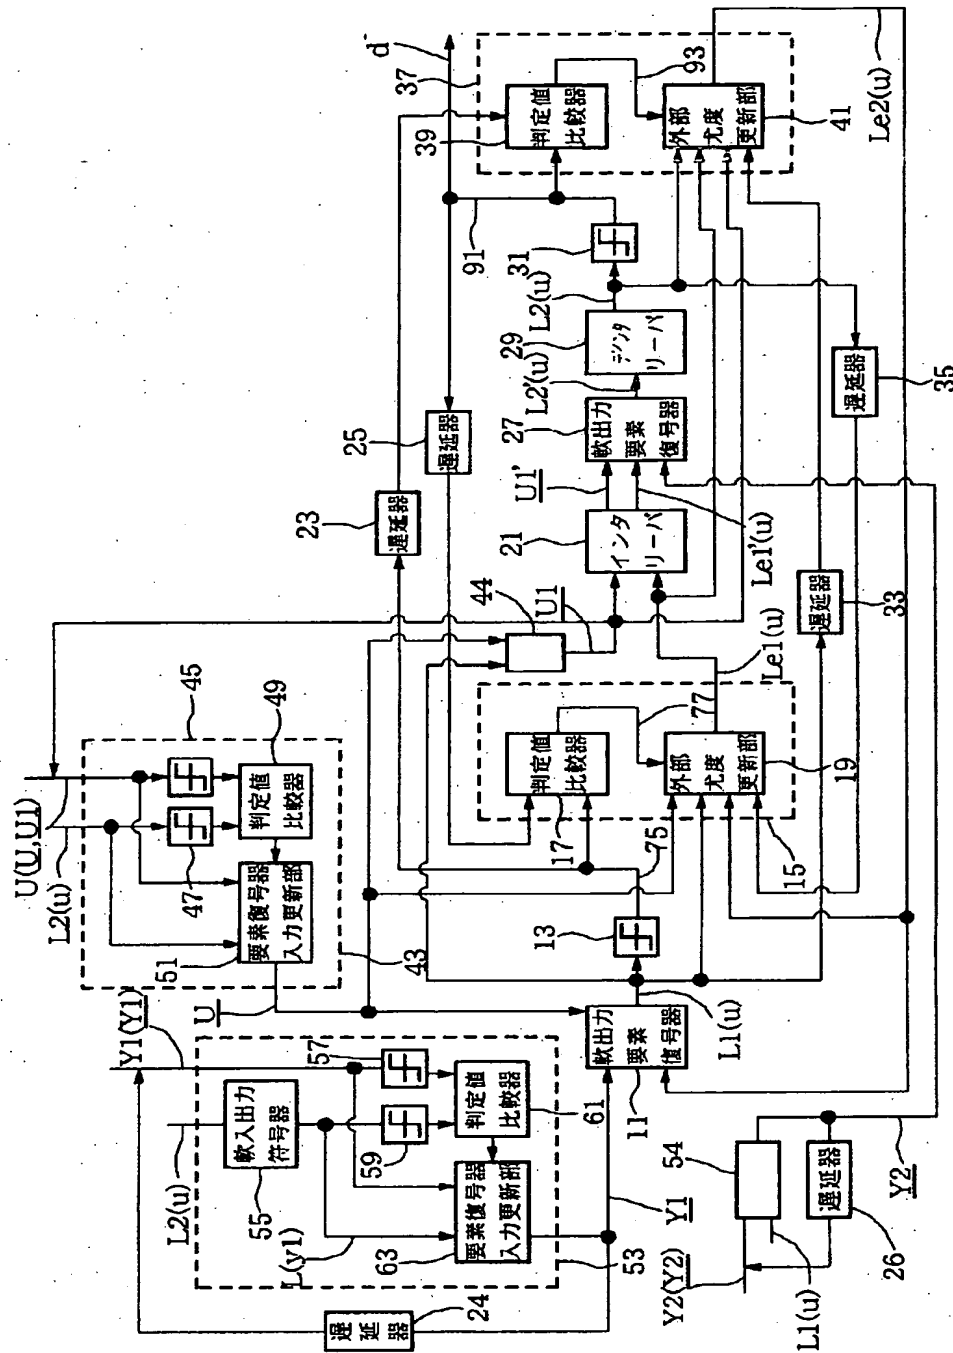 Le2(u)
d
37
93
判定値
比較器
39
外部
尤度
更新部
41
91
31
L2(u)
29
デインタ
リーバ
L2'(u)
27
軟出力
要素
復号器
遅延器
35
25
遅延器
23
遅延器
U1'
21
インタ
リーバ
Le1'(u)
遅延器
33
44
U1
Le1(u)
45
49
77
判定値
比較器
17
外部
尤度
更新部
19
15
75
U(U,U1)
L2(u)
47
判定値
比較器
要素復号器
入力更新部
51
43
13
U
L1(u)
軟出力
要素
復号器
11
Y1(Y1)
57
L2(u)
軟入出力
符号器
55
59
判定値
比較器
61
L(y1)
要素復号器
入力更新部
63
53
Y1
54
Y2
遅延器
26
Y2(Y2)
L1(u)
24
遅延器